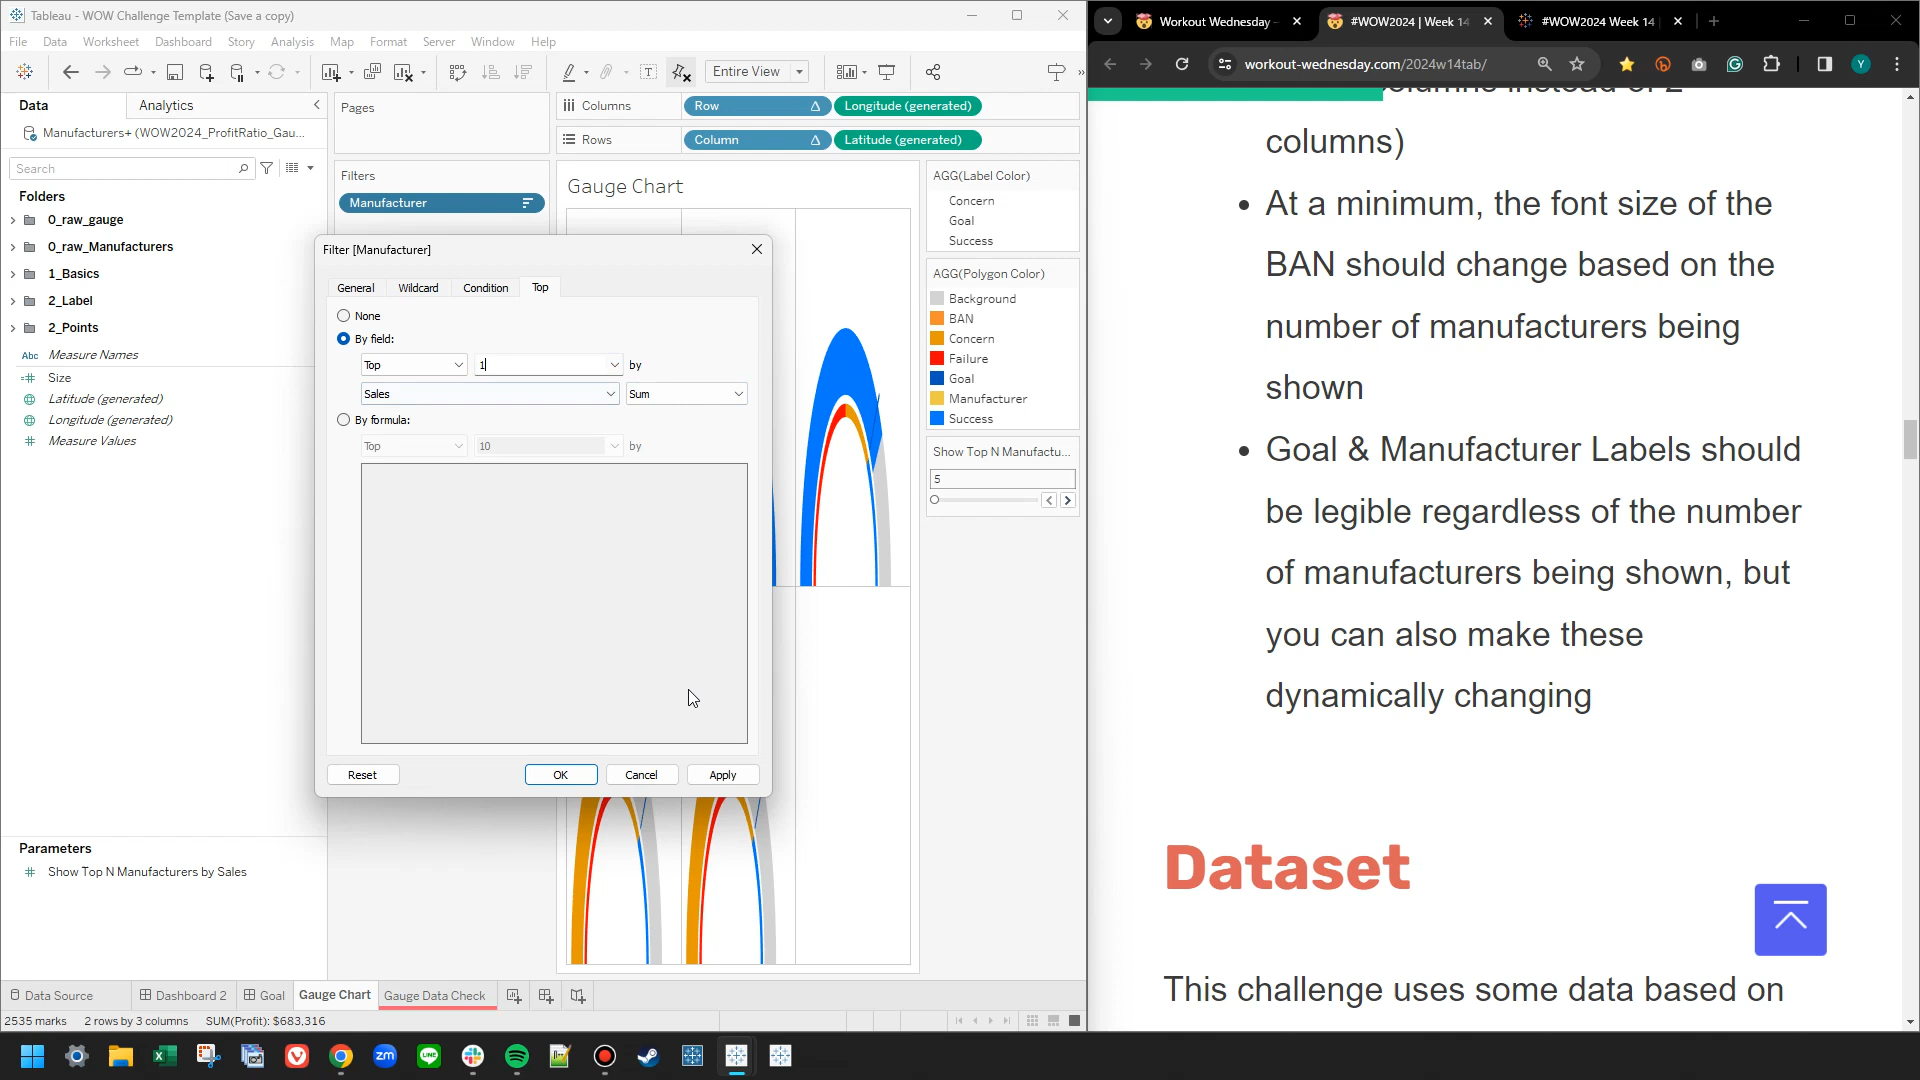 Tableau - WOW Challenge Template (Save a copy)
File Data Worksheet Dashboard Story Analysis Map Format Server Window Help
Entire View
Data
Analytics
Manufacturers+ (WOW2024_ProfitRatio_Gau...
Search
Folders
0_raw_gauge
0_raw_Manufacturers
1_Basics
2_Label
2_Points
Abc Measure Names
Size
Latitude (generated)
Longitude (generated)
Measure Values
Parameters
Show Top N Manufacturers by Sales
Pages
Filters
Manufacturer
Columns
Row
Longitude (generated)
Rows
Column
Latitude (generated)
Gauge Chart
Filter [Manufacturer]
General Wildcard Condition Top
None
By field:
Top 1 by
Sales Sum
By formula:
Top 10 by
Reset OK Cancel Apply
AGG(Label Color)
Concern
Goal
Success
AGG(Polygon Color)
Background
BAN
Concern
Failure
Goal
Manufacturer
Success
Show Top N Manufactu...
5
Data Source Dashboard 2 Goal Gauge Chart Gauge Data Check
2535 marks 2 rows by 3 columns SUM(Profit): $683,316
Workout Wednesday
#WOW2024 | Week 14
#WOW2024 Week 14
workout-wednesday.com/2024w14tab/
Y
columns instead of 2
columns)
• At a minimum, the font size of the
BAN should change based on the
number of manufacturers being
shown
• Goal & Manufacturer Labels should
be legible regardless of the number
of manufacturers being shown, but
you can also make these
dynamically changing
Dataset
This challenge uses some data based on
zm
LINE